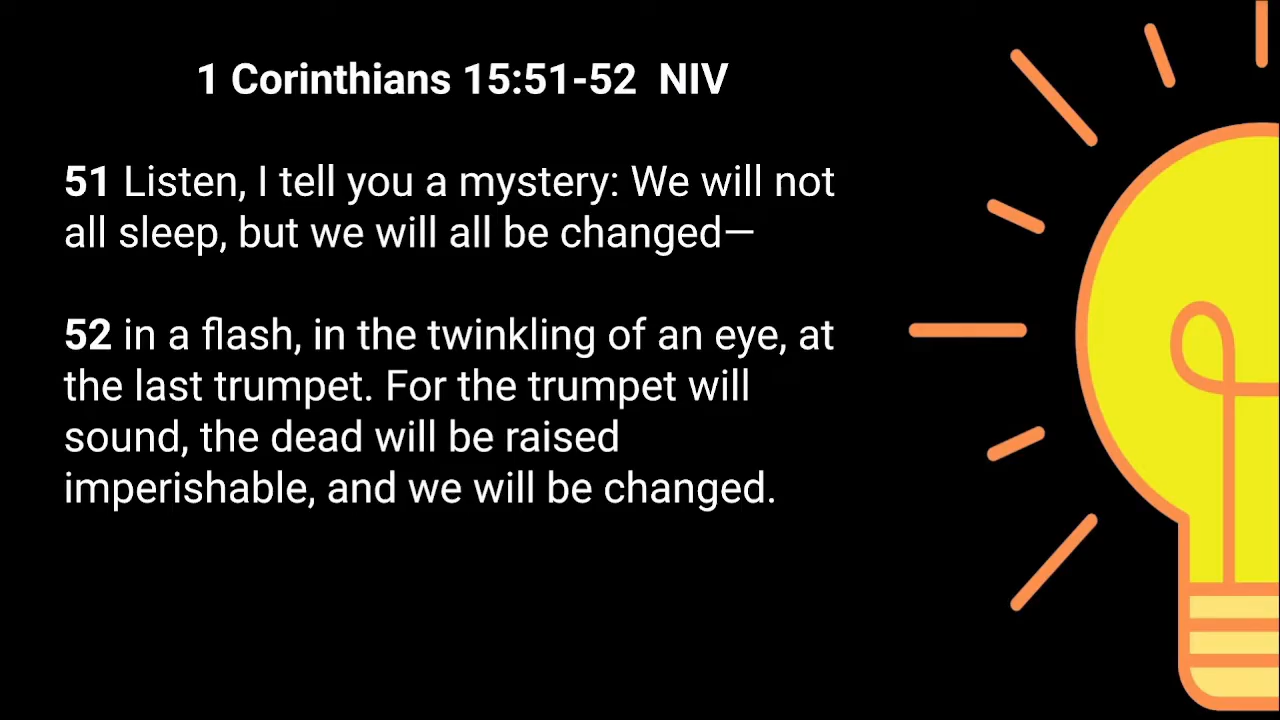 1 Corinthians 15:51-52 NIV
51 Listen, I tell you a mystery: We will not
all sleep, but we will all be changed—
52 in a flash, in the twinkling of an eye, at
the last trumpet. For the trumpet will
sound, the dead will be raised
imperishable, and we will be changed.